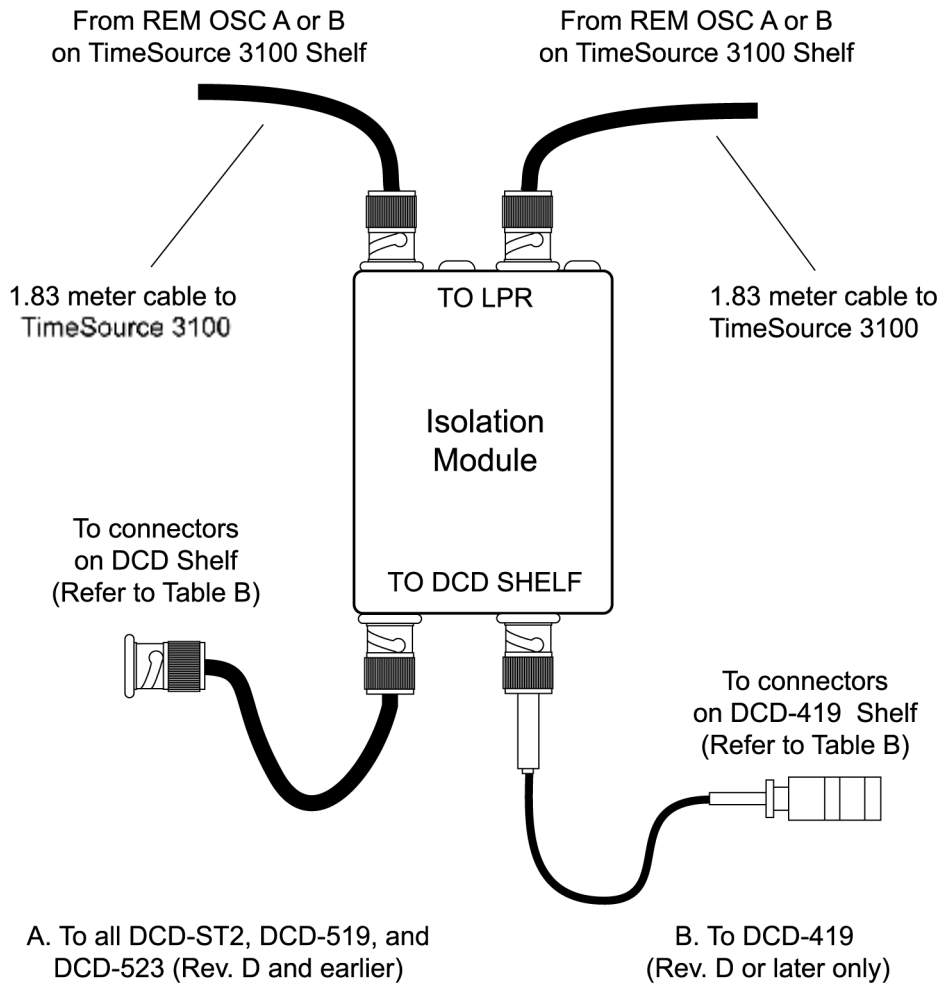 From REM OSC A or B
on TimeSource 3100 Shelf
From REM OSC A or B
on TimeSource 3100 Shelf
1.83 meter cable to
TimeSource 3100
TO LPR
1.83 meter cable to
TimeSource 3100
Isolation
Module
To connectors
on DCD Shelf
(Refer to Table B)
TO DCD SHELF
To connectors
on DCD-419 Shelf
(Refer to Table B)
A. To all DCD-ST2, DCD-519, and
DCD-523 (Rev. D and earlier)
B. To DCD-419
(Rev. D or later only)